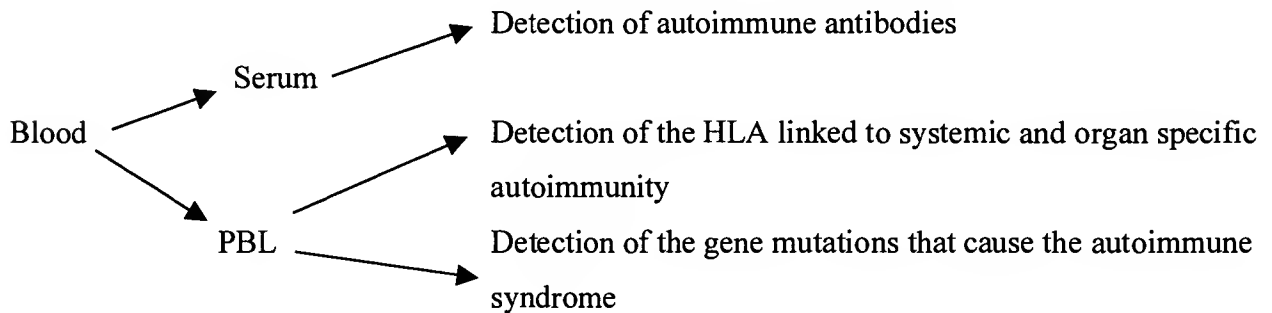 Detection of autoimmune antibodies
Serum
Blood
Detection of the HLA linked to systemic and organ specific
autoimmunity
PBL
Detection of the gene mutations that cause the autoimmune
syndrome